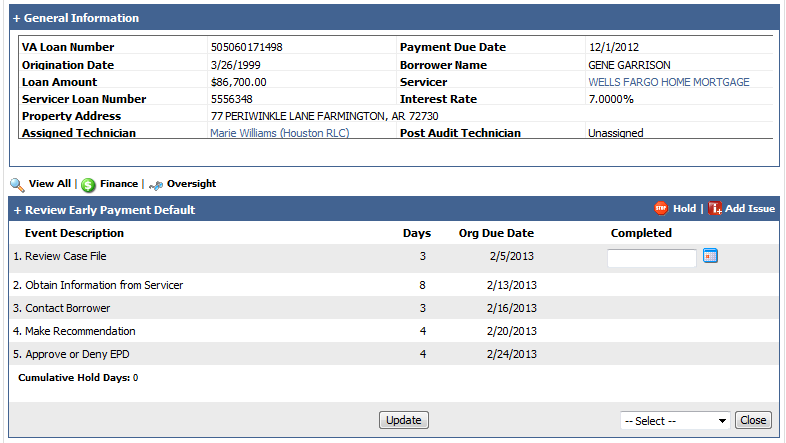 + General Information
VA Loan Number 505060171498 Payment Due Date 12/1/2012
Origination Date 3/26/1999 Borrower Name GENE GARRISON
Loan Amount $86,700.00 Servicer WELLS FARGO HOME MORTGAGE
Servicer Loan Number 5556348 Interest Rate 7.0000%
Property Address 77 PERIWINKLE LANE FARMINGTON, AR 72730
Assigned Technician Marie Williams (Houston RLC) Post Audit Technician Unassigned
View All | $ Finance | Oversight
+ Review Early Payment Default STOP Hold | Add Issue
Event Description Days Org Due Date Completed
1. Review Case File 3 2/5/2013
2. Obtain Information from Servicer 8 2/13/2013
3. Contact Borrower 3 2/16/2013
4. Make Recommendation 4 2/20/2013
5. Approve or Deny EPD 4 2/24/2013
Cumulative Hold Days: 0
Update -- Select -- Close